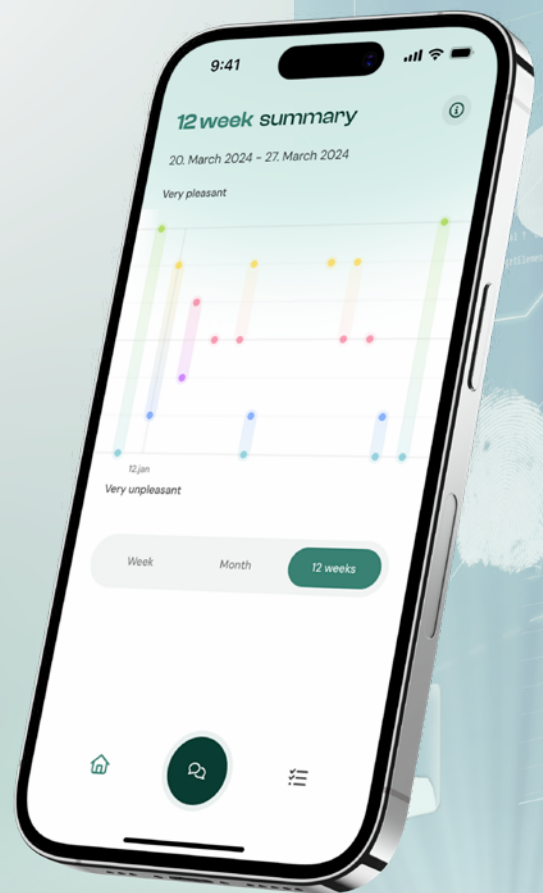 9:41
12 week summary
20. March 2024 - 27. March 2024
Very pleasant
12.jan
Very unpleasant
Week Month 12 weeks